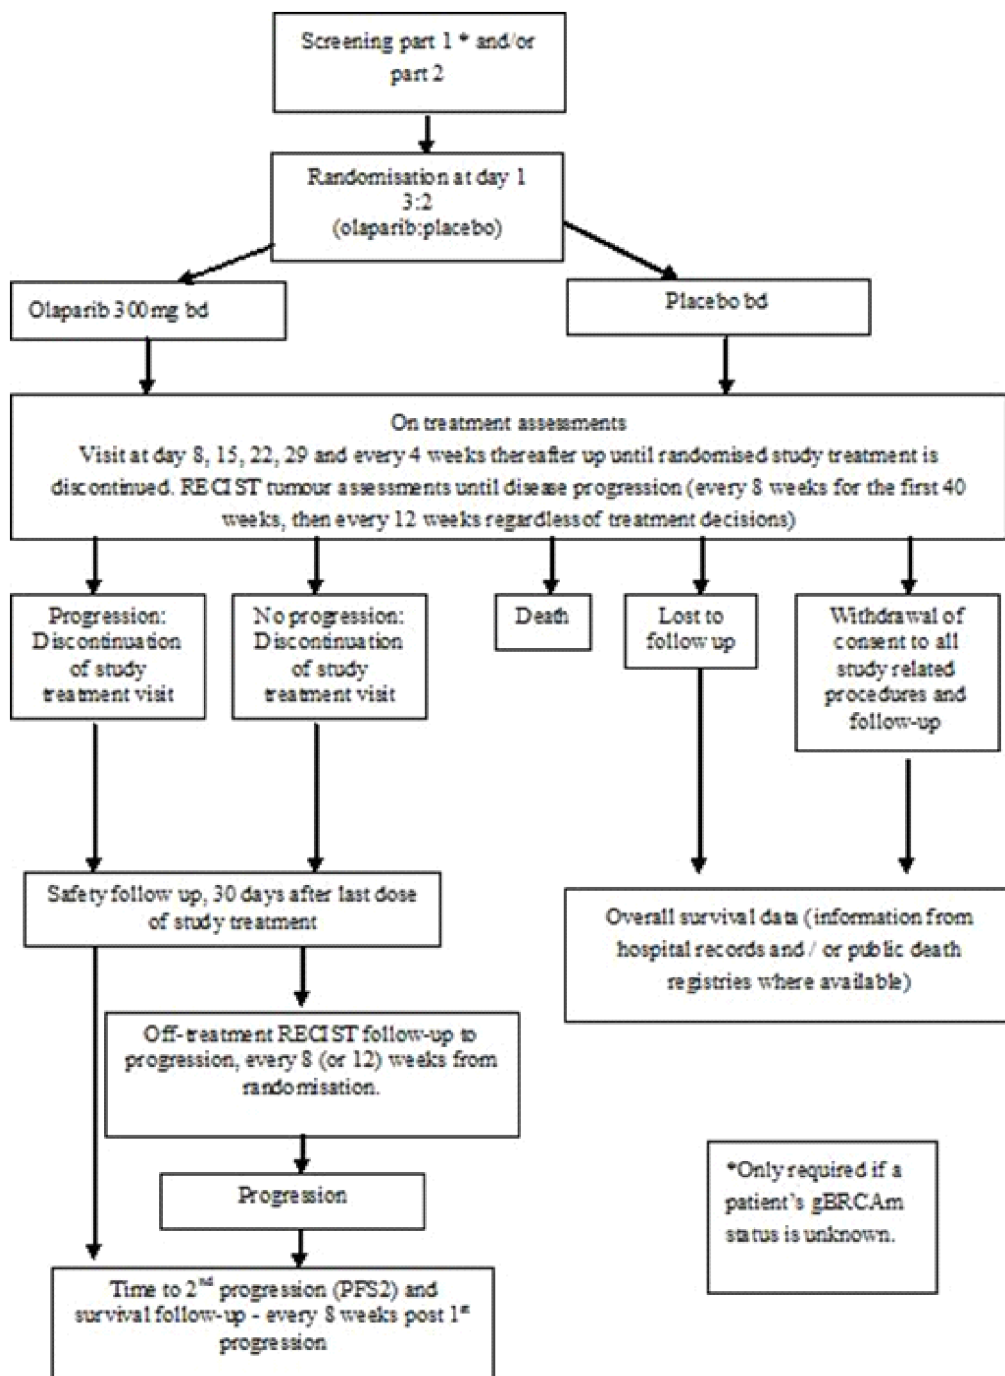 Screening part 1 * and/or
part 2
Randomisation at day 1
3:2
(olaparib:placebo)
Olaparib 300mg bd
Placebo bd
On treatment assessments
Visit at day 8, 15, 22, 29 and every 4 weeks thereafter up until randomised study treatment is
discontinued. RECIST tumour assessments until disease progression (every 8 weeks for the first 40
weeks, then every 12 weeks regardless of treatment decisions)
Progression:
Discontinuation
of study
treatment visit
No progression:
Discontinuation
of study
treatment visit
Death
Lost to
follow up
Withdrawal of
consent to all
study related
procedures and
follow-up
Safety follow up, 30 days after last dose
of study treatment
Overall survival data (information from
hospital records and / or public death
registries where available)
Off-treatment RECIST follow-up to
progression, every 8 (or 12) weeks from
randomisation.
Progression
*Only required if a
patient's gBRCAm
status is unknown.
Time to 2nd progression (PFS2) and
survival follow-up - every 8 weeks post 1st
progression